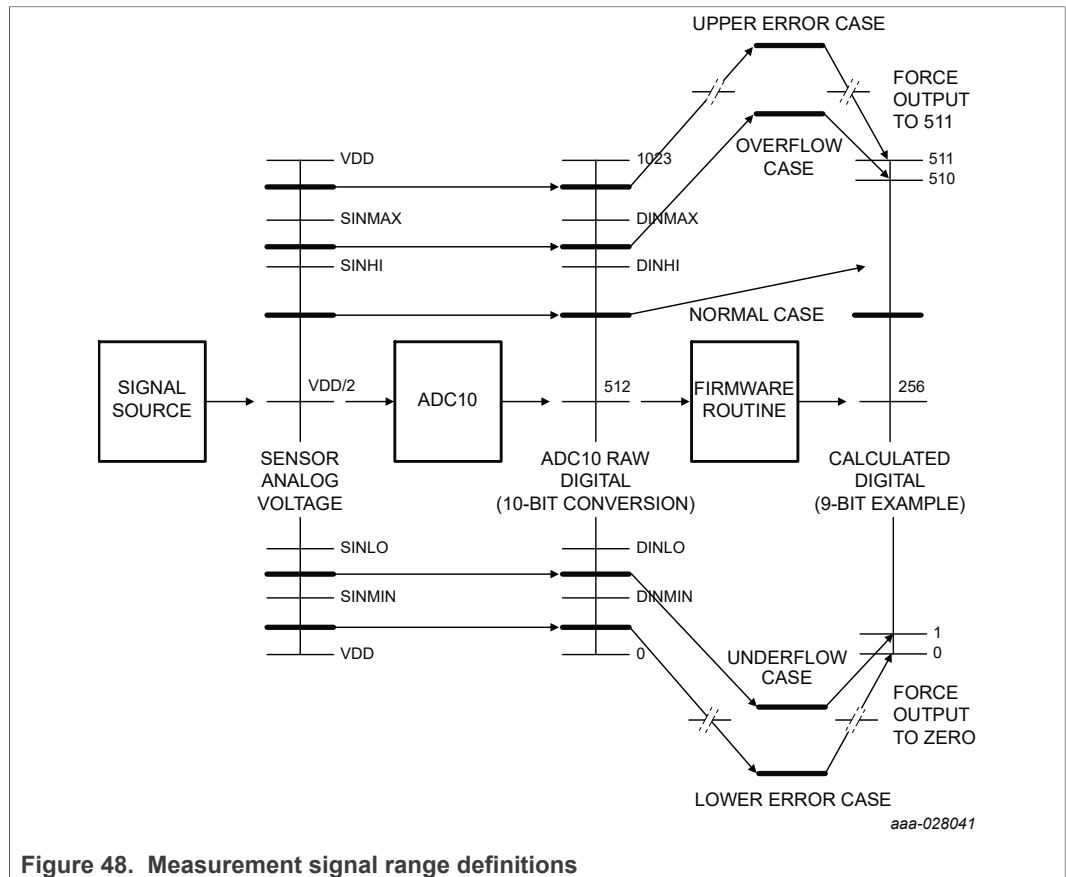 UPPER ERROR CASE
FORCE
OUTPUT
TO 511
OVERFLOW
CASE
VDD
1023
511
510
SINMAX
DINMAX
SINHI
DINHI
NORMAL CASE
SIGNAL
SOURCE
VDD/2
ADC10
512
FIRMWARE
ROUTINE
256
SENSOR
ANALOG
VOLTAGE
ADC10 RAW
DIGITAL
(10-BIT CONVERSION)
CALCULATED
DIGITAL
(9-BIT EXAMPLE)
SINLO
DINLO
SINMIN
DINMIN
1
VDD
0
0
UNDERFLOW
CASE
FORCE
OUTPUT
TO ZERO
LOWER ERROR CASE
aaa-028041
Figure 48. Measurement signal range definitions